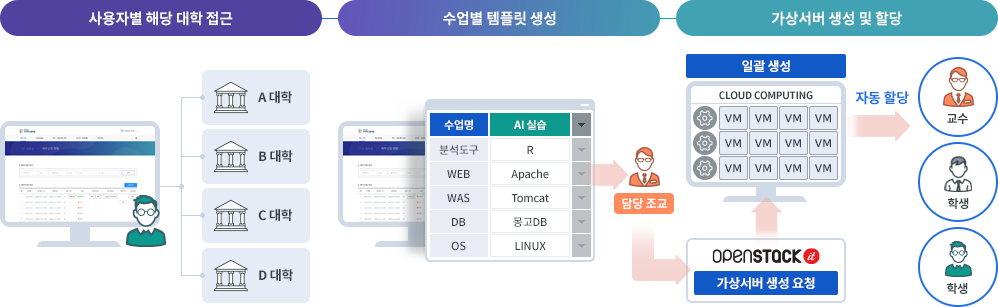 사용자별 해당 대학 접근
수업별 템플릿 생성
가상서버 생성 및 할당
A 대학
B 대학
C 대학
D 대학
수업명 AI 실습
분석도구 R
WEB Apache
WAS Tomcat
DB 몽고DB
OS LINUX
담당 조교
일괄 생성
CLOUD COMPUTING
VM VM VM VM
VM VM VM VM
VM VM VM VM
openstack it
가상서버 생성 요청
자동 할당
교수
학생
학생